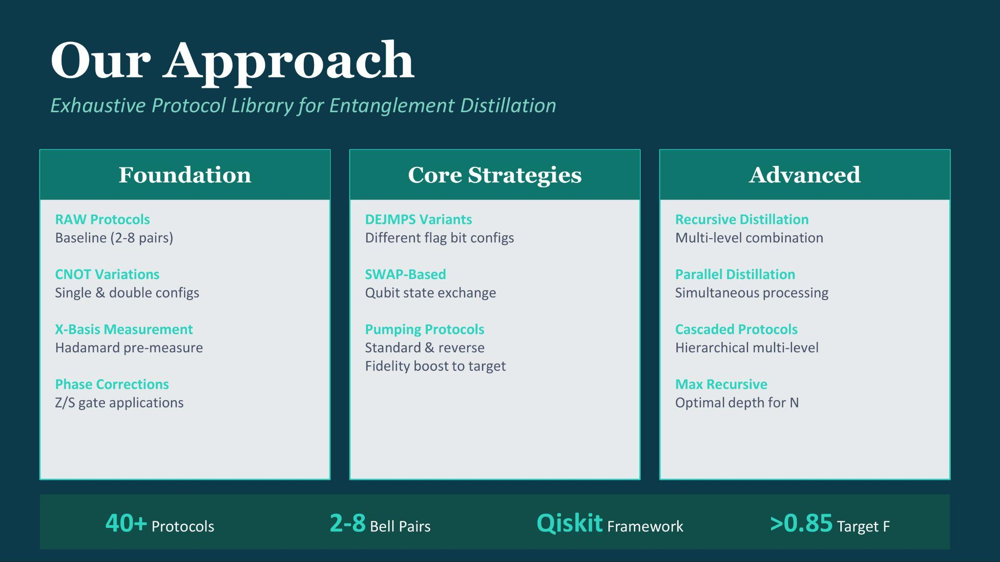 Our Approach
Exhaustive Protocol Library for Entanglement Distillation
Foundation
RAW Protocols
Baseline (2-8 pairs)
CNOT Variations
Single & double configs
X-Basis Measurement
Hadamard pre-measure
Phase Corrections
Z/S gate applications
Core Strategies
DEJMPS Variants
Different flag bit configs
SWAP-Based
Qubit state exchange
Pumping Protocols
Standard & reverse
Fidelity boost to target
Advanced
Recursive Distillation
Multi-level combination
Parallel Distillation
Simultaneous processing
Cascaded Protocols
Hierarchical multi-level
Max Recursive
Optimal depth for N
40+ Protocols
2-8 Bell Pairs
Qiskit Framework
>0.85 Target F